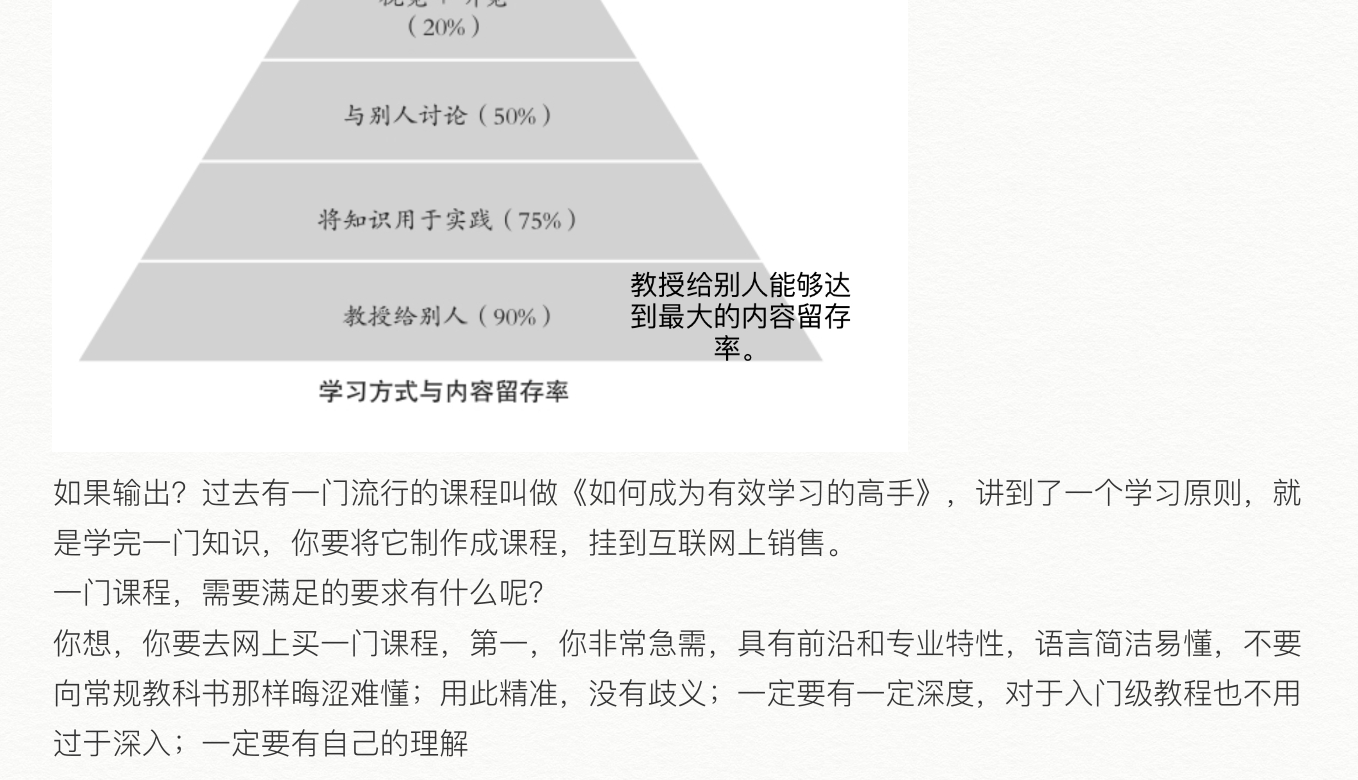 （20%）
与别人讨论（50%）
将知识用于实践（75%）
教授给别人（90%）
教授给别人能够达
到最大的内容留存
率。
学习方式与内容留存率
如果输出？过去有一门流行的课程叫做《如何成为有效学习的高手》，讲到了一个学习原则，就
是学完一门知识，你要将它制作成课程，挂到互联网上销售。
一门课程，需要满足的要求有什么呢？
你想，你要去网上买一门课程，第一，你非常急需，具有前沿和专业特性，语言简洁易懂，不要
向常规教科书那样晦涩难懂；用此精准，没有歧义；一定要有一定深度，对于入门级教程也不用
过于深入；一定要有自己的理解